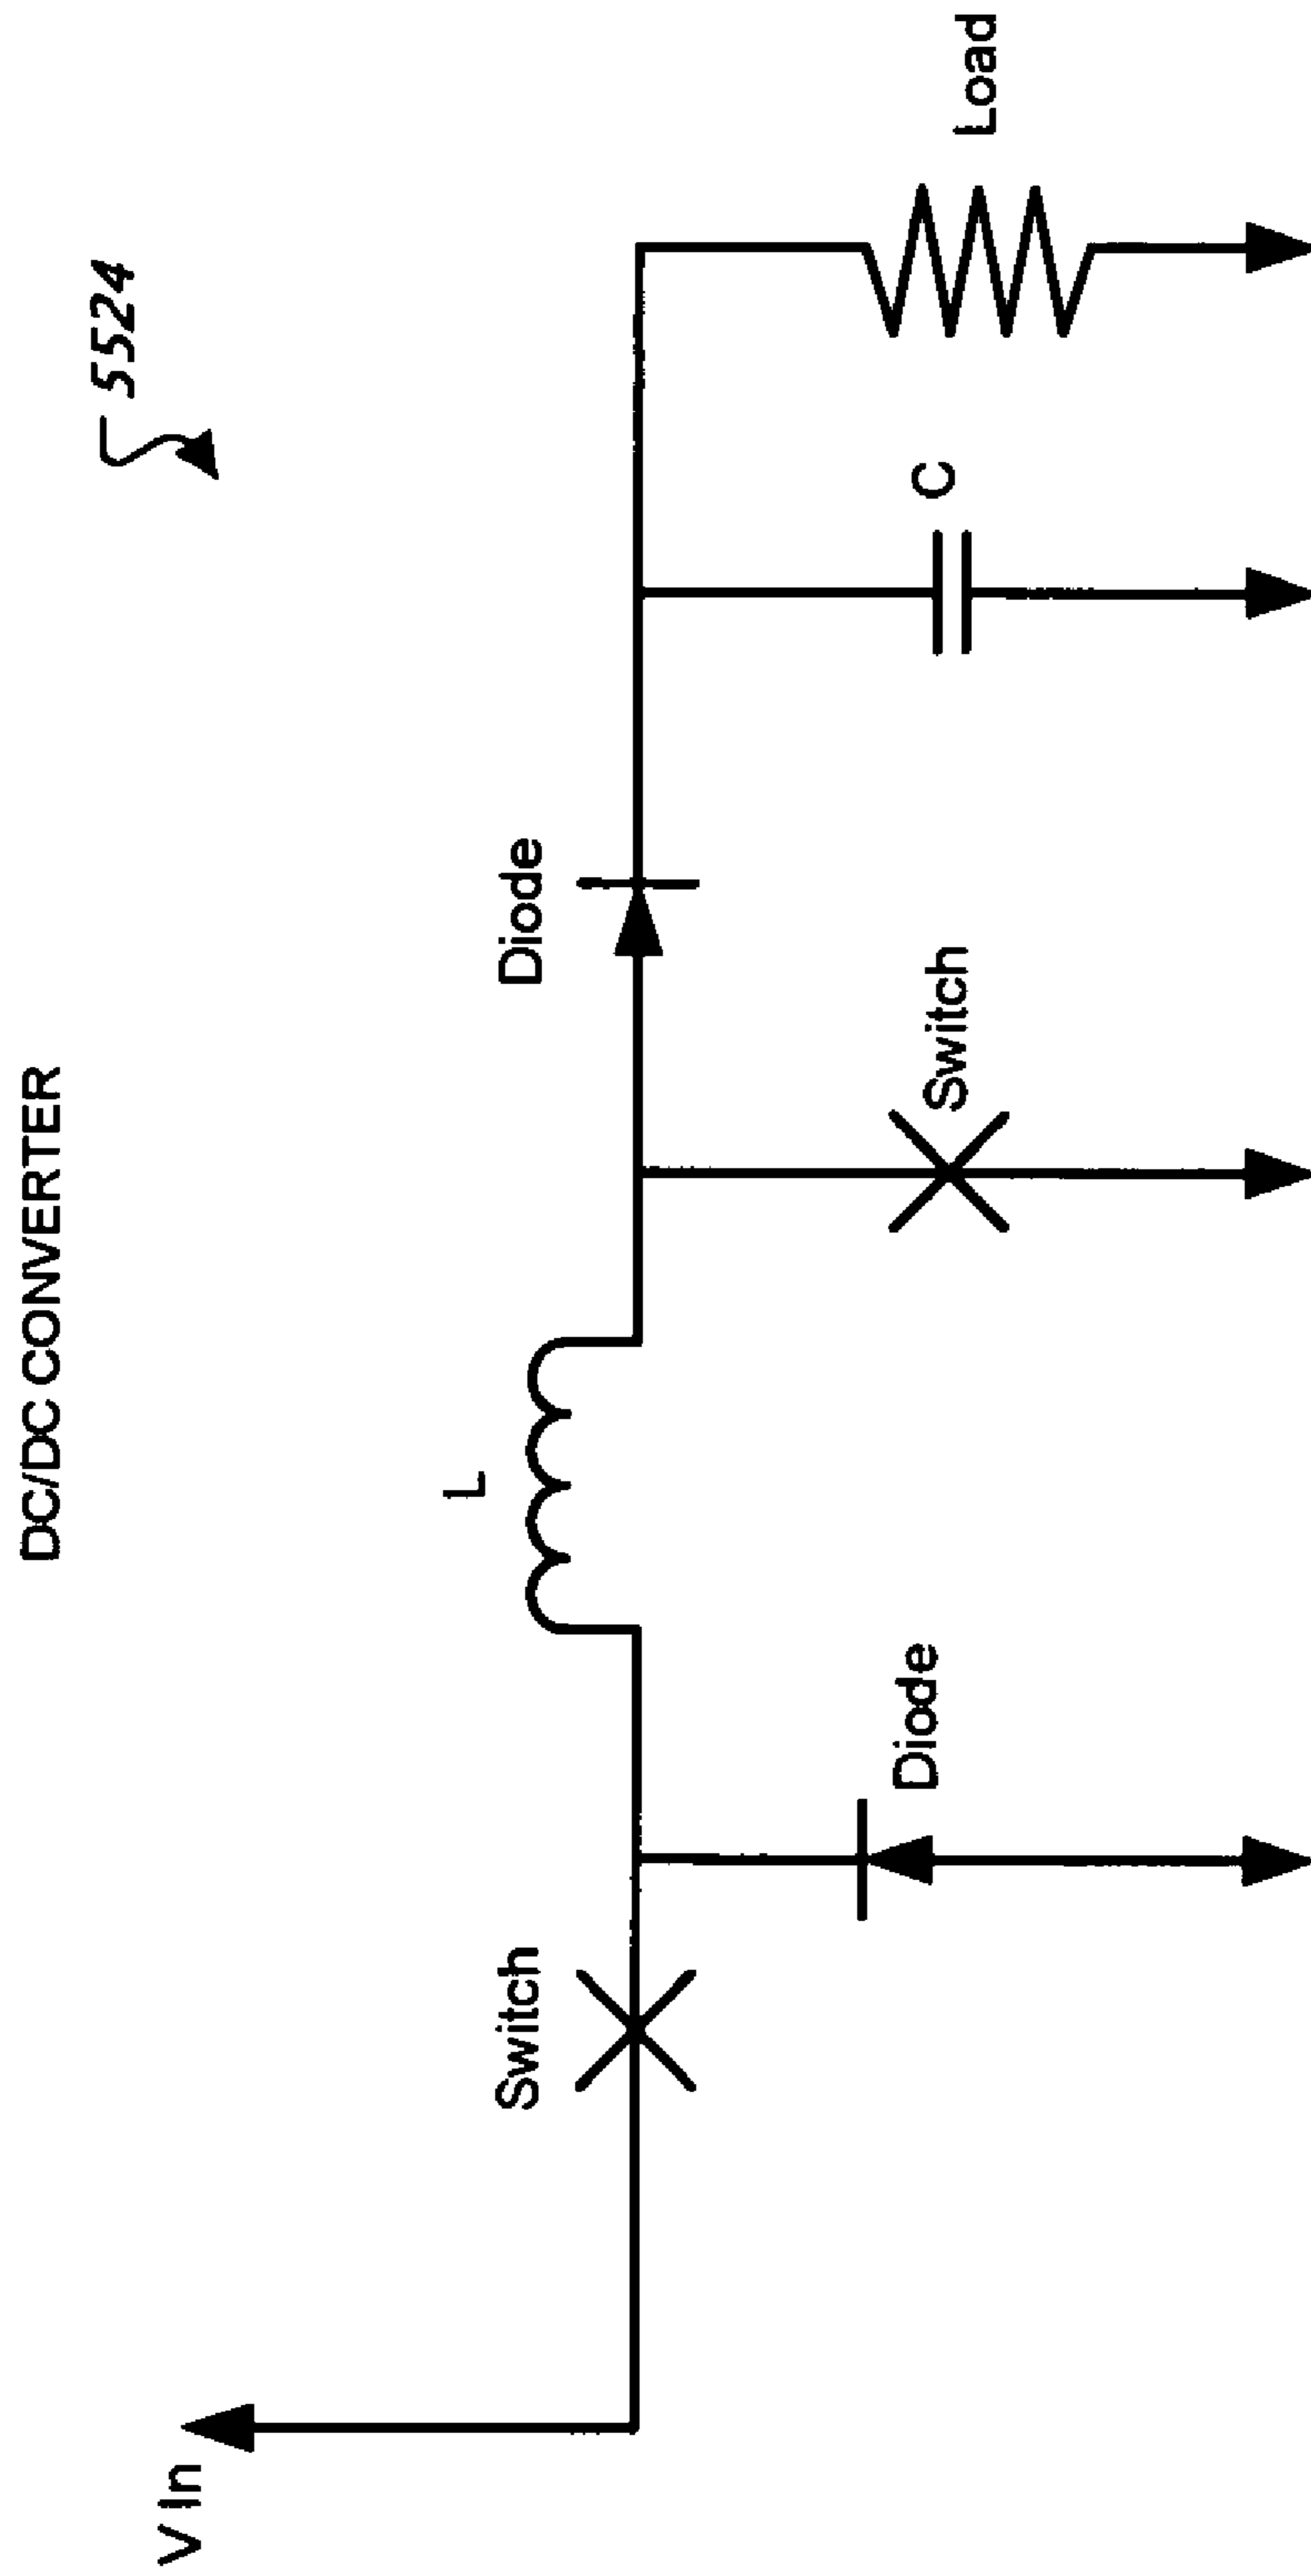 DC/DC CONVERTER
5524
V In
Switch
Diode
L
Switch
Diode
C
Load